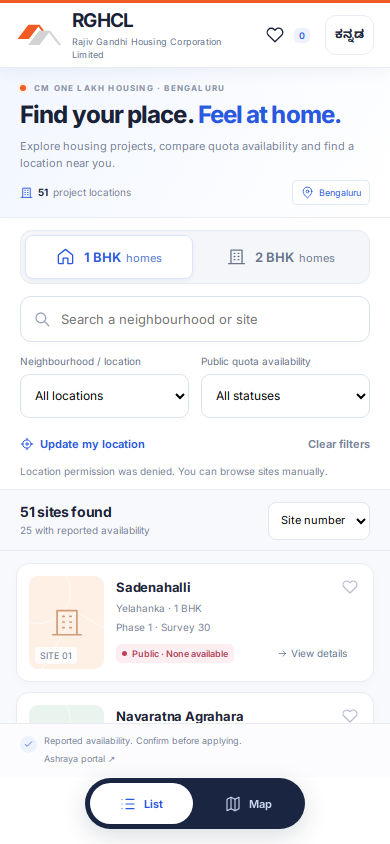 RGHCL
Rajiv Gandhi Housing Corporation
Limited
0
ಕನ್ನಡ
CM ONE LAKH HOUSING · BENGALURU
Find your place. Feel at home.
Explore housing projects, compare quota availability and find a
location near you.
51 project locations
Bengaluru
1 BHK homes
2 BHK homes
Search a neighbourhood or site
Neighbourhood / location
Public quota availability
All locations
All statuses
Update my location
Clear filters
Location permission was denied. You can browse sites manually.
51 sites found
25 with reported availability
Site number
Sadenahalli
Yelahanka · 1 BHK
Phase 1 · Survey 30
SITE 01
Public · None available
→ View details
Navaratna Agrahara
Reported availability. Confirm before applying.
Ashraya portal ↗
List
Map